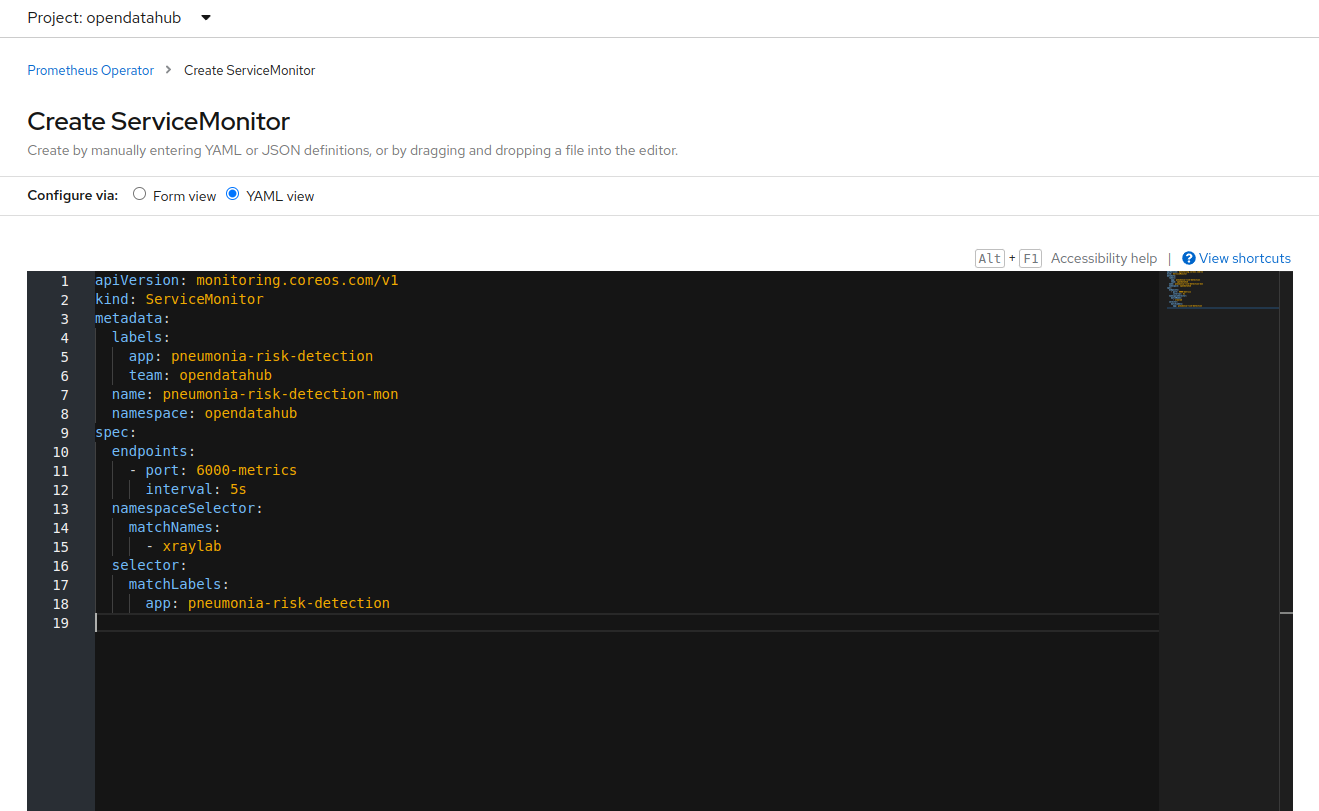 Project: opendatahub
Prometheus Operator > Create ServiceMonitor
Create ServiceMonitor
Create by manually entering YAML or JSON definitions, or by dragging and dropping a file into the editor.
Configure via: Form view YAML view
Alt + F1 Accessibility help | View shortcuts
1 apiVersion: monitoring.coreos.com/v1
2 kind: ServiceMonitor
3 metadata:
4   labels:
5     app: pneumonia-risk-detection
6     team: opendatahub
7   name: pneumonia-risk-detection-mon
8   namespace: opendatahub
9 spec:
10   endpoints:
11     - port: 6000-metrics
12       interval: 5s
13   namespaceSelector:
14     matchNames:
15       - xraylab
16   selector:
17     matchLabels:
18       app: pneumonia-risk-detection
19